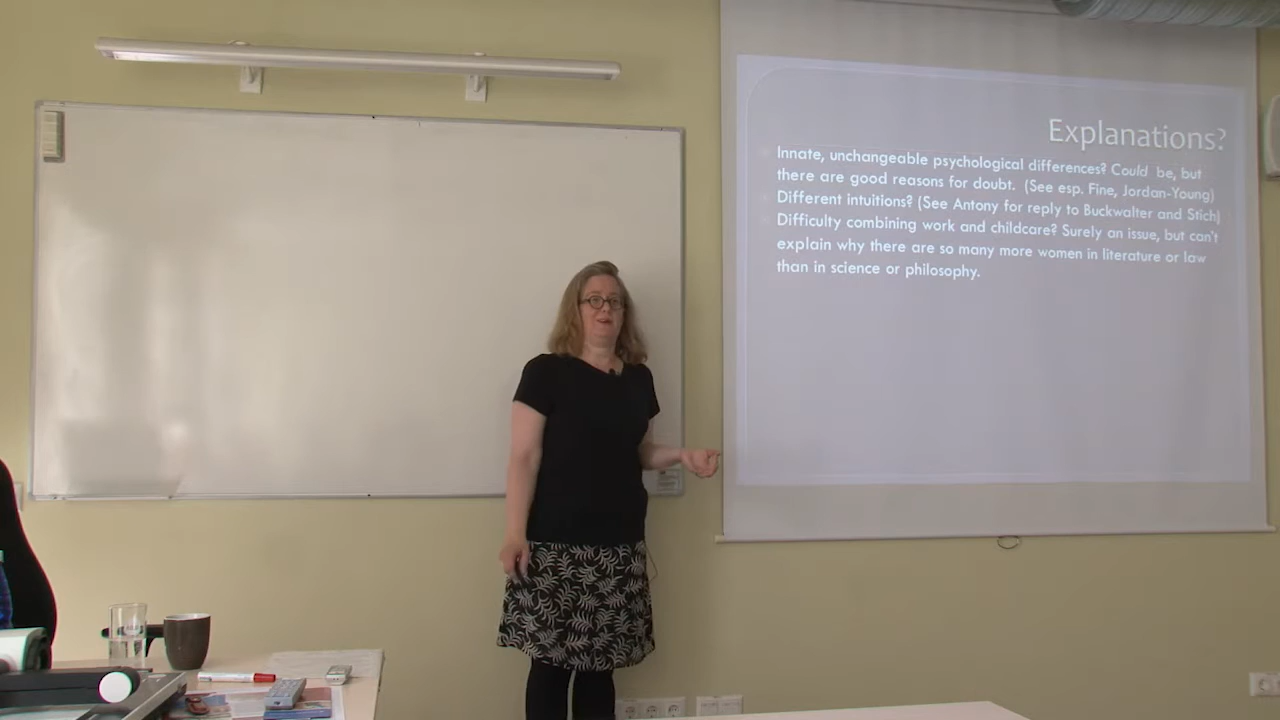 Explanations?
Innate, unchangeable psychological differences? Could be, but
there are good reasons for doubt. (See esp. Fine, Jordan-Young)
Different intuitions? (See Antony for reply to Buckwalter and Stich)
Difficulty combining work and childcare? Surely an issue, but can't
explain why there are so many more women in literature or law
than in science or philosophy.